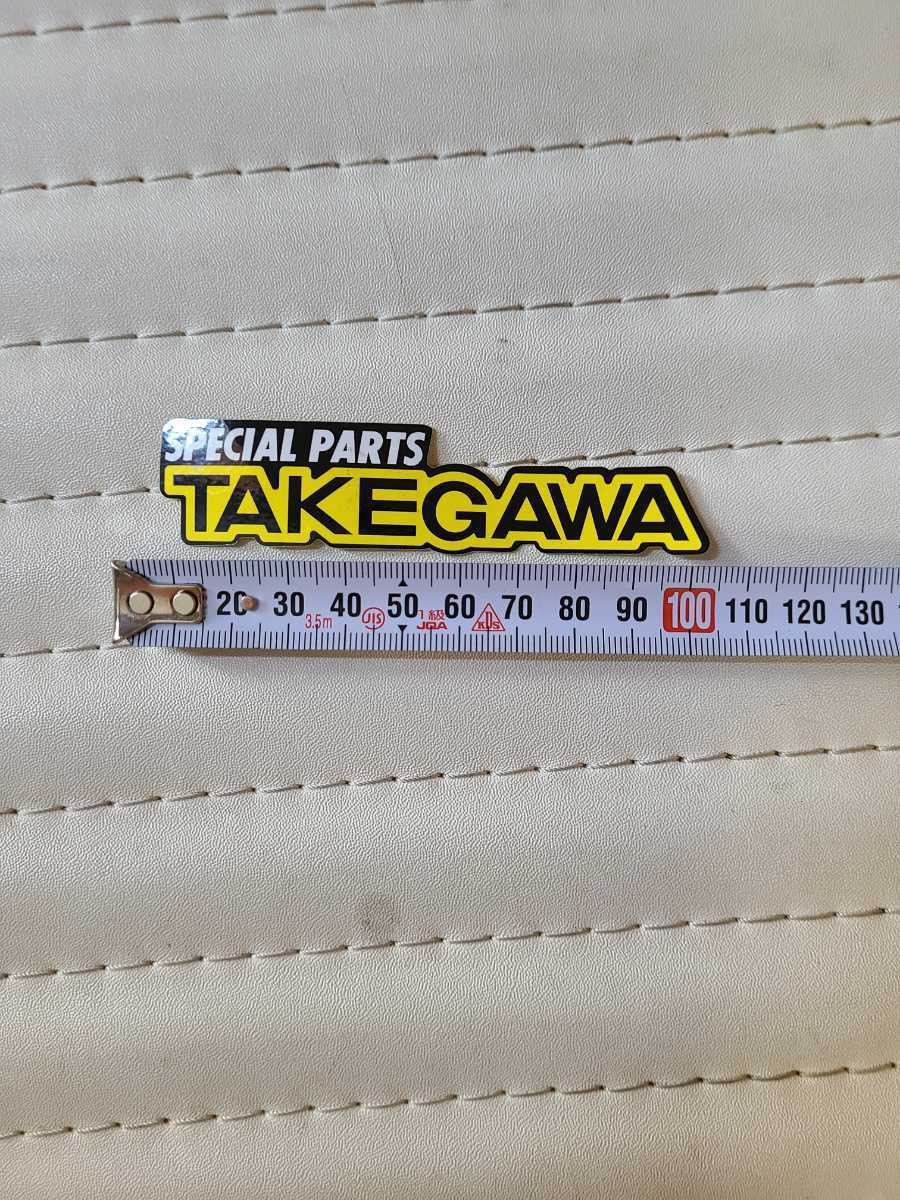 SPECIAL PARTS
TAKEGAWA
20 30 40 50 60 70 80 90 100 110 120 130
3.5m JIS 1級 JQA KDS